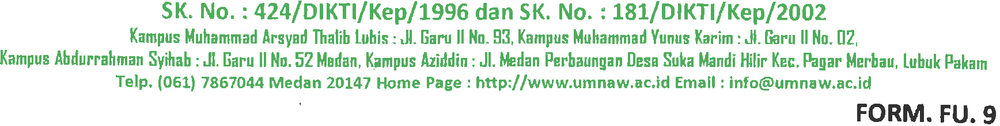 SK. No. : 424/DIKTI/Kep/1996 dan SK. No. : 181/DIKTI/Kep/2002
Kampus Muhammad Arsyad Thalib Lubis : Jl. Garu II No. 93, Kampus Muhammad Yunus Karim : Jl. Garu II No. 02,
Kampus Abdurrahman Syihab : Jl. Garu II No. 52 Medan, Kampus Aziddin : Jl. Medan Perbaungan Desa Suka Mandi Hilir Kec. Pagar Merbau, Lubuk Pakam
Telp. (061) 7867044 Medan 20147 Home Page : http://www.umnaw.ac.id Email : info@umnaw.ac.id
FORM. FU. 9